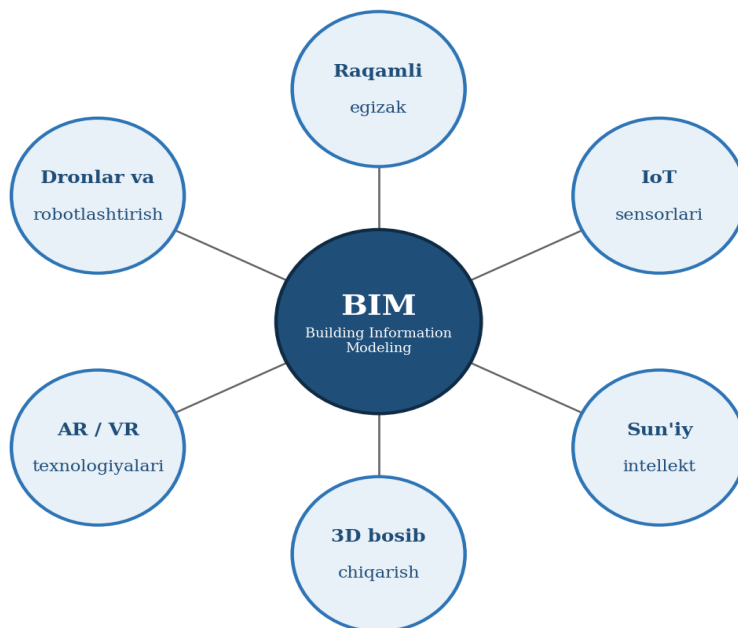 Raqamli
egizak
Dronlar va
robotlashtirish
IoT
sensorlari
BIM
Building Information
Modeling
AR / VR
texnologiyalari
Sun'iy
intellekt
3D bosib
chiqarish